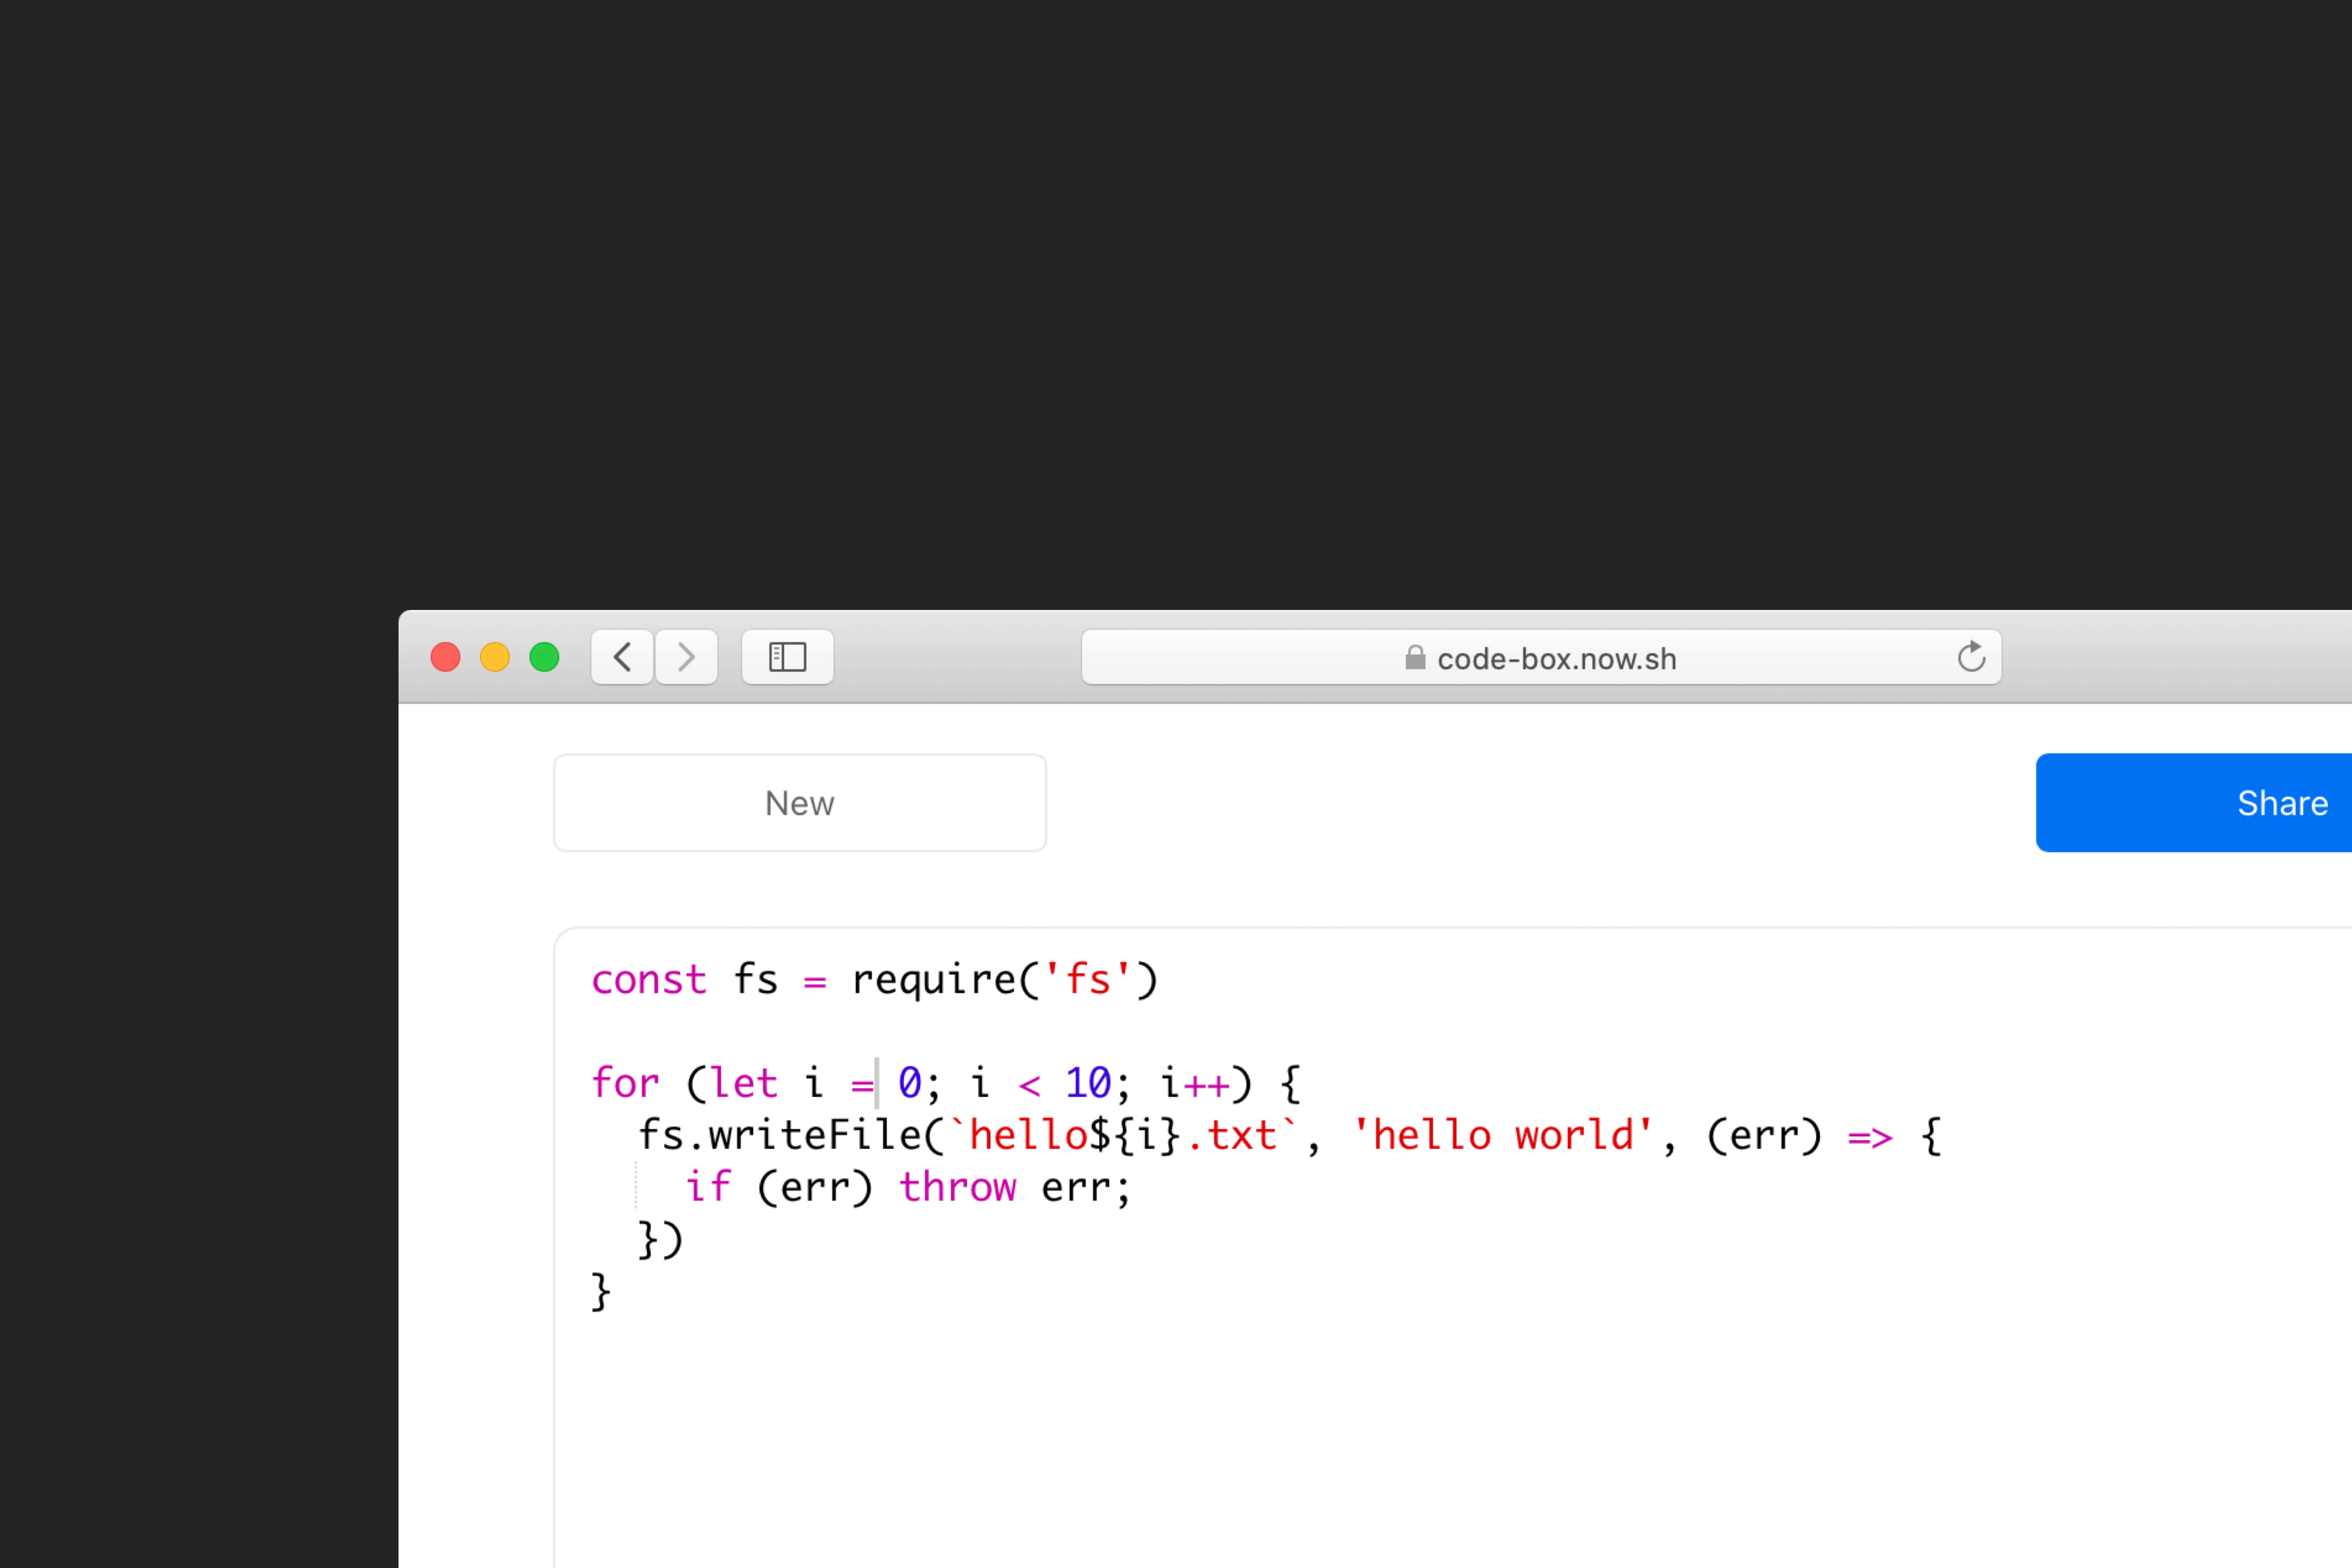 code-box.now.sh
New
Share
const fs = require('fs')
for (let i = 0; i < 10; i++) {
  fs.writeFile(`hello${i}.txt`, 'hello world', (err) => {
    if (err) throw err;
  })
}